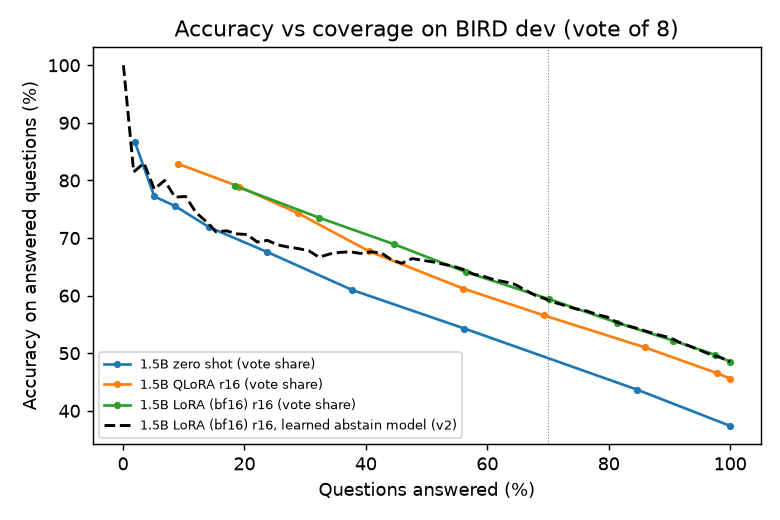 Accuracy vs coverage on BIRD dev (vote of 8)
Accuracy on answered questions (%)
100
90
80
70
60
50
40
1.5B zero shot (vote share)
1.5B QLoRA r16 (vote share)
1.5B LoRA (bf16) r16 (vote share)
1.5B LoRA (bf16) r16, learned abstain model (v2)
0 20 40 60 80 100
Questions answered (%)